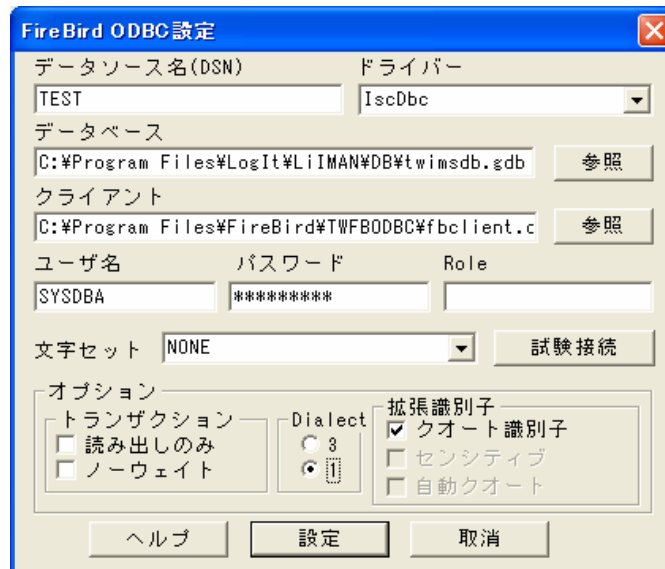 FireBird ODBC設定
データソース名(DSN) ドライバー
TEST IscDbc
データベース
C:¥Program Files¥LogIt¥LiIMAN¥DB¥twimsdb.gdb 参照
クライアント
C:¥Program Files¥FireBird¥TWFBODBC¥fbclient.c 参照
ユーザ名 パスワード Role
SYSDBA *********
文字セット NONE 試験接続
オプション
トランザクション Dialect 拡張識別子
読み出しのみ 3 クオート識別子
ノーウェイト 1 センシティブ
自動クオート
ヘルプ 設定 取消